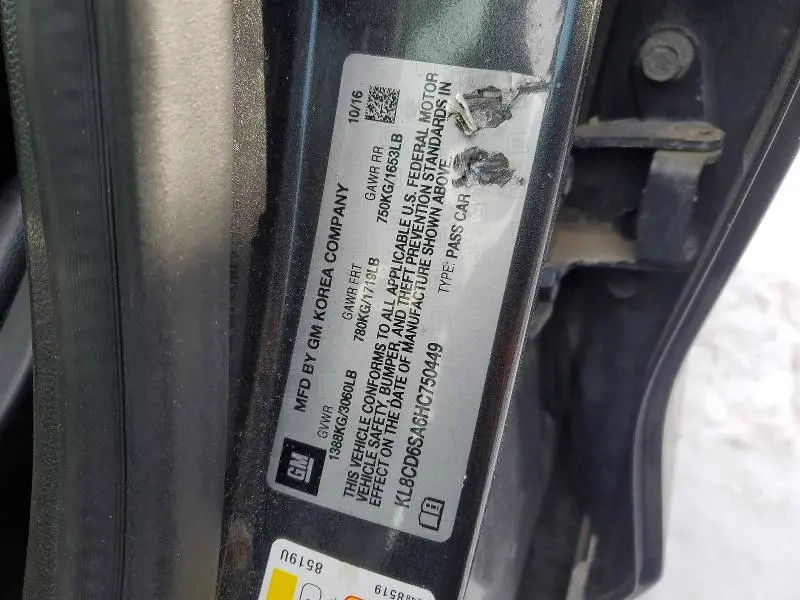 MFD BY GM KOREA COMPANY 10/16
GVWR GAWR FRT GAWR RR
1388KG/3060LB 780KG/1719LB 750KG/1653LB
THIS VEHICLE CONFORMS TO ALL APPLICABLE U.S. FEDERAL MOTOR
VEHICLE SAFETY, BUMPER, AND THEFT PREVENTION STANDARDS IN
EFFECT ON THE DATE OF MANUFACTURE SHOWN ABOVE.
TYPE: PASS CAR
KL8CD6SA6HC750449
GM
8519U